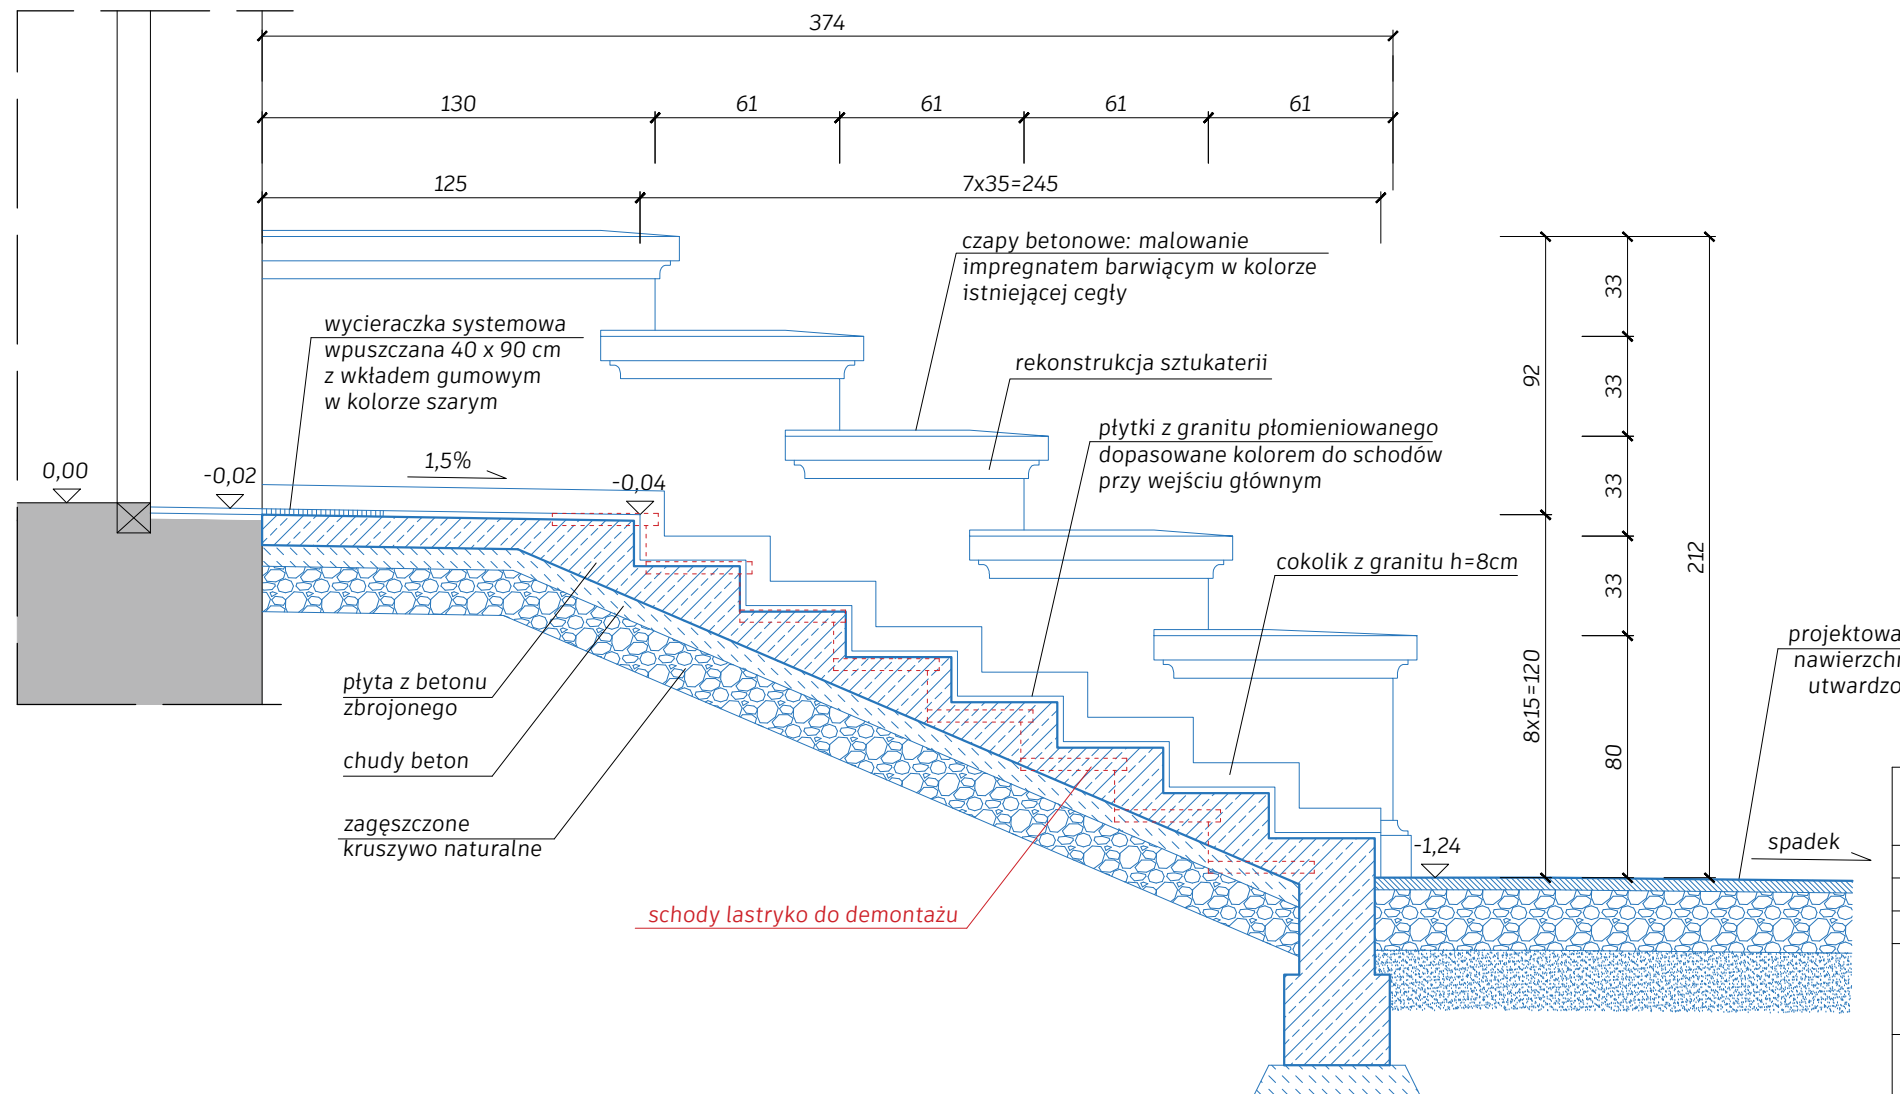 374
130
61
61
61
61
125
7x35=245
czapy betonowe: malowanie
impregnatem barwiącym w kolorze
istniejącej cegły
wycieraczka systemowa
wpuszczana 40 x 90 cm
z wkładem gumowym
w kolorze szarym
rekonstrukcja sztukaterii
płytki z granitu płomieniowanego
dopasowane kolorem do schodów
przy wejściu głównym
0,00
-0,02
1,5%
-0,04
cokolik z granitu h=8cm
92
8x15=120
33
33
33
33
80
212
projektowa
nawierzchn
utwardzo
płyta z betonu
zbrojonego
chudy beton
zagęszczone
kruszywo naturalne
schody lastryko do demontażu
-1,24
spadek